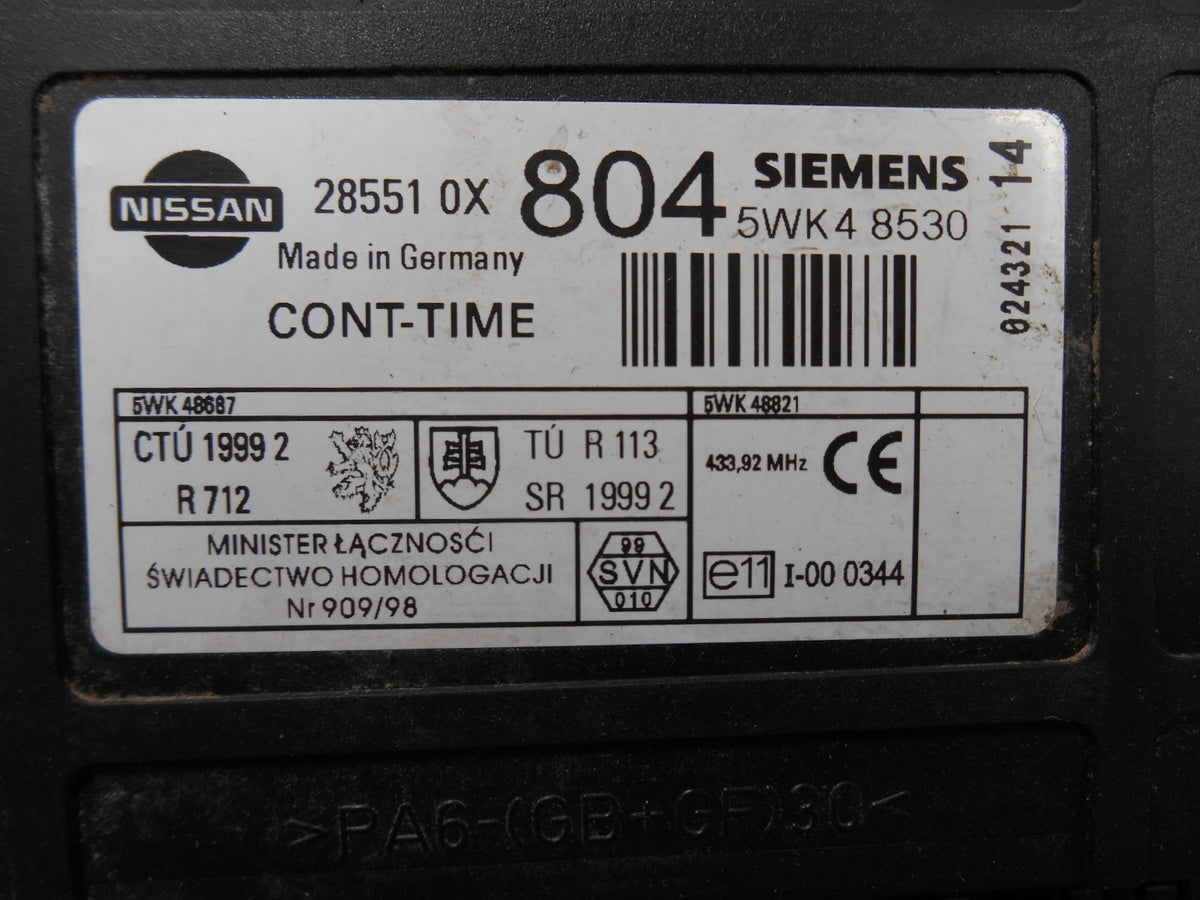 NISSAN
28551 0X 804
SIEMENS
5WK4 8530
024321 14
Made in Germany
CONT-TIME
5WK 48687
5WK 48821
CTÚ 1999 2
R 712
TÚ R 113
SR 1999 2
433,92 MHz CE
MINISTER ŁĄCZNOSĆI
ŚWIADECTWO HOMOLOGACJI
Nr 909/98
99
SVN
010
e11 I-00 0344
>PA6-(GB+GF)30<